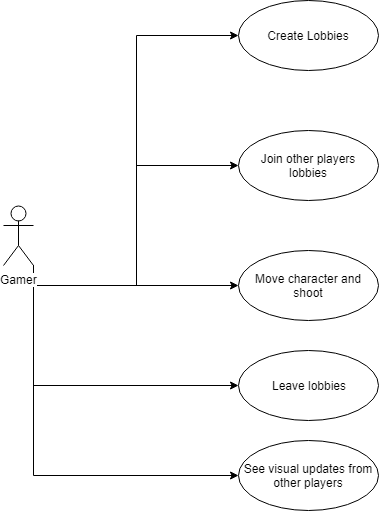 Create Lobbies
Join other players
lobbies
Gamer
Move character and
shoot
Leave lobbies
See visual updates from
other players